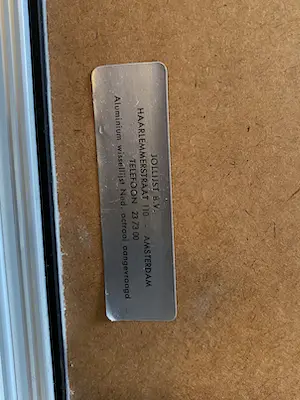 JOLLIJST B.V.
HAARLEMMERSTRAAT 110 AMSTERDAM
TELEFOON 23 73 00
Aluminium wissellijst Ned. octrooi aangevraagd